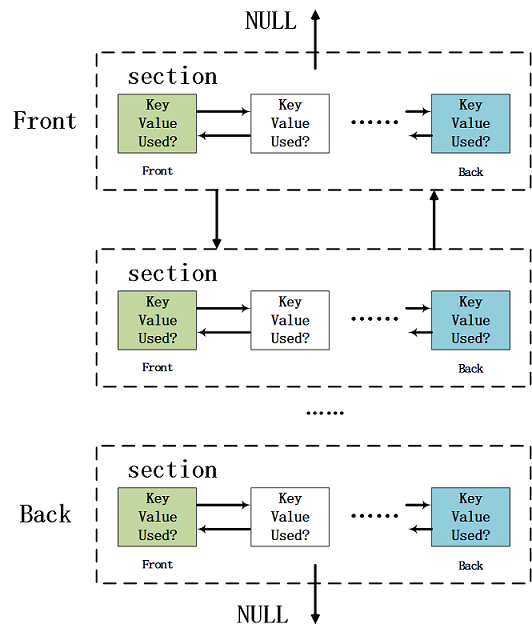 NULL
section
Front
Key Key Key
Value Value …… Value
Used? Used? Used?
Front Back
section
Key Key Key
Value Value …… Value
Used? Used? Used?
Front Back
……
section
Back
Key Key Key
Value Value …… Value
Used? Used? Used?
Front Back
NULL